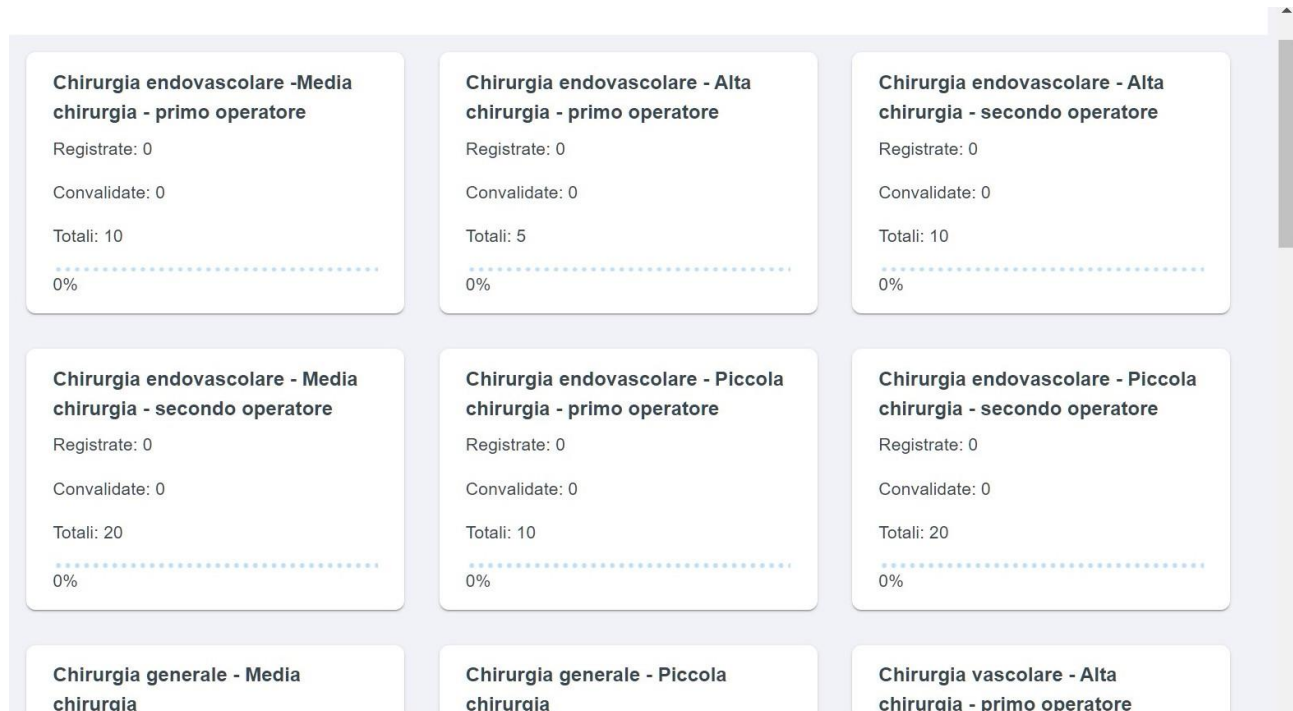 Chirurgia endovascolare -Media
chirurgia - primo operatore
Registrate: 0
Convalidate: 0
Totali: 10
0%
Chirurgia endovascolare - Alta
chirurgia - primo operatore
Registrate: 0
Convalidate: 0
Totali: 5
0%
Chirurgia endovascolare - Alta
chirurgia - secondo operatore
Registrate: 0
Convalidate: 0
Totali: 10
0%
Chirurgia endovascolare - Media
chirurgia - secondo operatore
Registrate: 0
Convalidate: 0
Totali: 20
0%
Chirurgia endovascolare - Piccola
chirurgia - primo operatore
Registrate: 0
Convalidate: 0
Totali: 10
0%
Chirurgia endovascolare - Piccola
chirurgia - secondo operatore
Registrate: 0
Convalidate: 0
Totali: 20
0%
Chirurgia generale - Media
chirurgia
Chirurgia generale - Piccola
chirurgia
Chirurgia vascolare - Alta
chirurgia - primo operatore